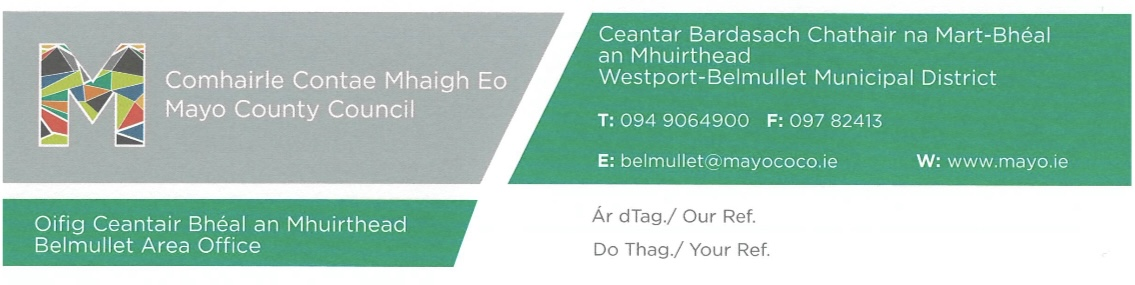 Comhairle Contae Mhaigh Eo
Mayo County Council
Ceantar Bardasach Chathair na Mart-Bhéal
an Mhuirthead
Westport-Belmullet Municipal District
T: 094 9064900 F: 097 82413
E: belmullet@mayococo.ie W: www.mayo.ie
Oifig Ceantair Bhéal an Mhuirthead
Belmullet Area Office
Ár dTag./ Our Ref.
Do Thag./ Your Ref.